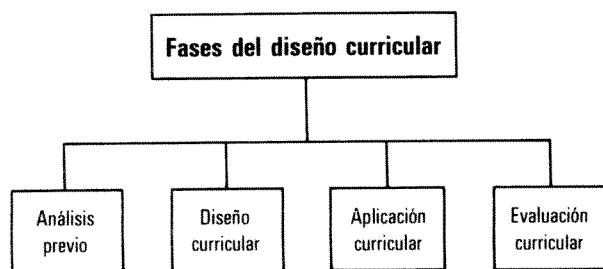 Fases del diseño curricular
Análisis
previo
Diseño
curricular
Aplicación
curricular
Evaluación
curricular